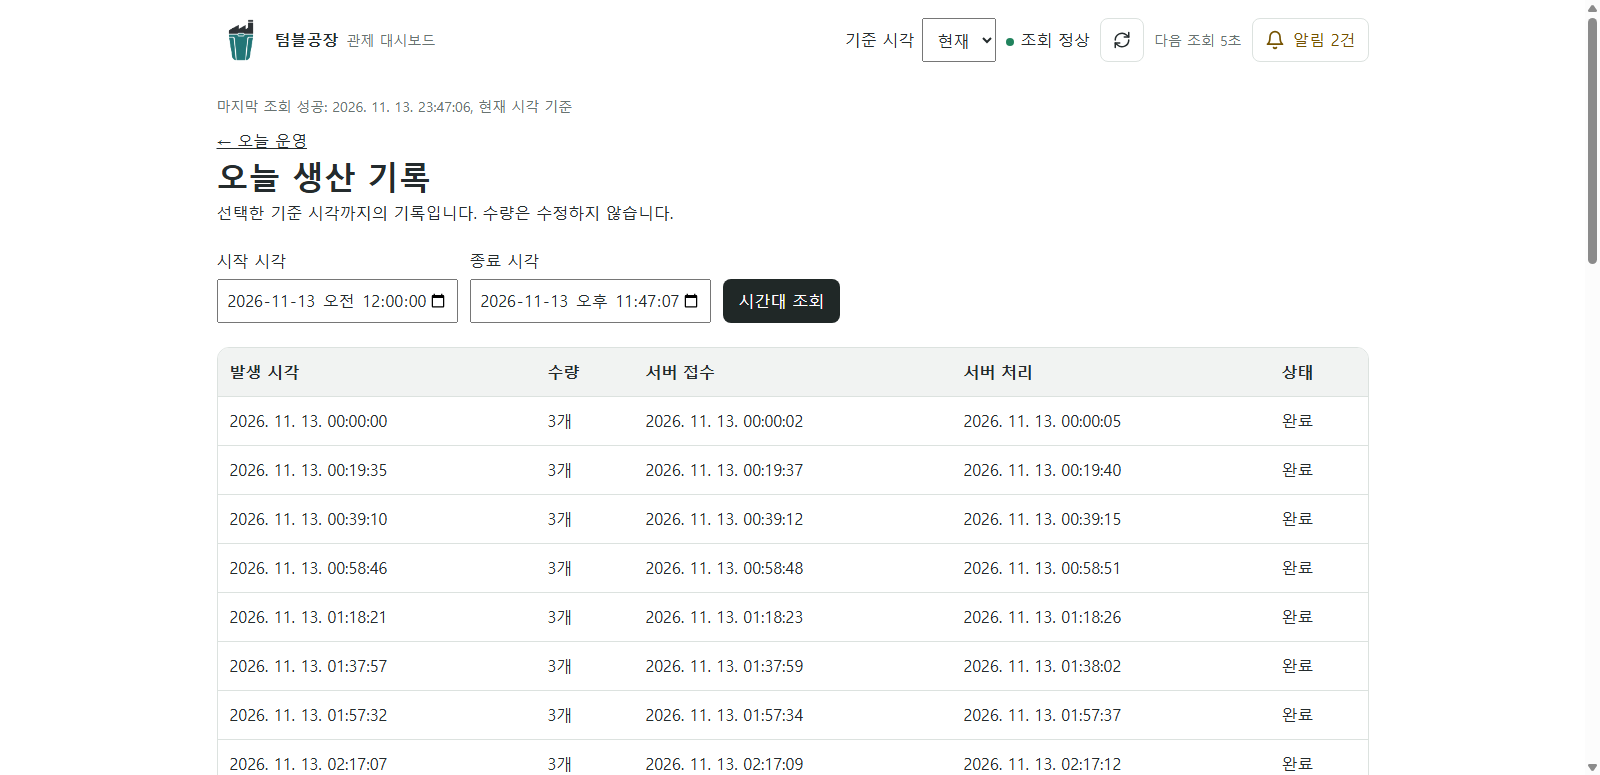 텀블공장 관제 대시보드 기준 시각 현재 조회 정상 다음 조회 5초 알림 2건
마지막 조회 성공: 2026. 11. 13. 23:47:06, 현재 시각 기준
← 오늘 운영
오늘 생산 기록
선택한 기준 시각까지의 기록입니다. 수량은 수정하지 않습니다.
시작 시각 종료 시각
2026-11-13 오전 12:00:00 2026-11-13 오후 11:47:07 시간대 조회
발생 시각 수량 서버 접수 서버 처리 상태
2026. 11. 13. 00:00:00 3개 2026. 11. 13. 00:00:02 2026. 11. 13. 00:00:05 완료
2026. 11. 13. 00:19:35 3개 2026. 11. 13. 00:19:37 2026. 11. 13. 00:19:40 완료
2026. 11. 13. 00:39:10 3개 2026. 11. 13. 00:39:12 2026. 11. 13. 00:39:15 완료
2026. 11. 13. 00:58:46 3개 2026. 11. 13. 00:58:48 2026. 11. 13. 00:58:51 완료
2026. 11. 13. 01:18:21 3개 2026. 11. 13. 01:18:23 2026. 11. 13. 01:18:26 완료
2026. 11. 13. 01:37:57 3개 2026. 11. 13. 01:37:59 2026. 11. 13. 01:38:02 완료
2026. 11. 13. 01:57:32 3개 2026. 11. 13. 01:57:34 2026. 11. 13. 01:57:37 완료
2026. 11. 13. 02:17:07 3개 2026. 11. 13. 02:17:09 2026. 11. 13. 02:17:12 완료